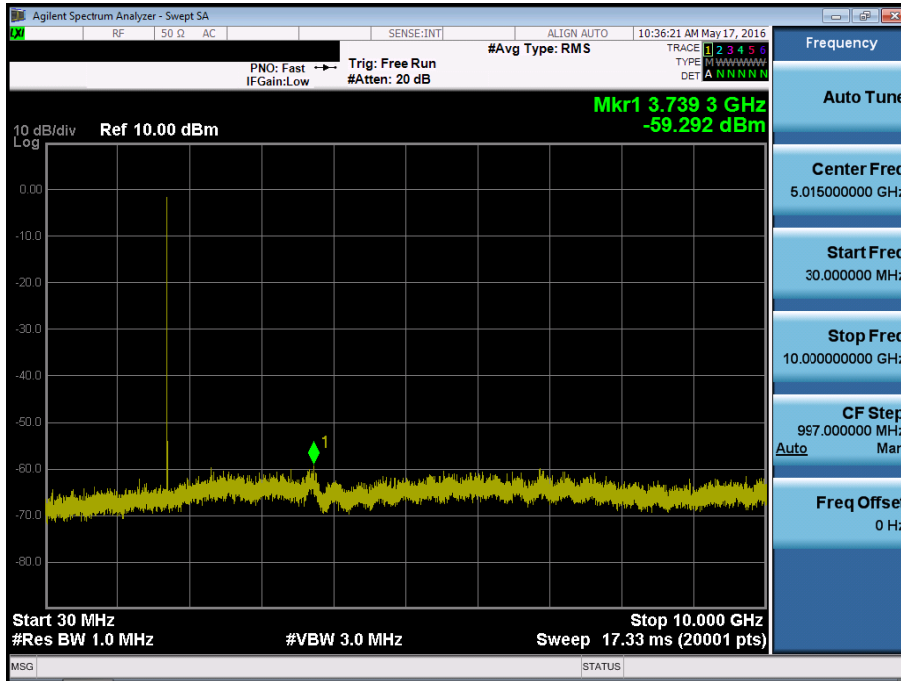 Agilent Spectrum Analyzer - Swept SA
LXI RF 50 Ω AC SENSE:INT ALIGN AUTO 10:36:21 AM May 17, 2016
Frequency
#Avg Type: RMS
TRACE 1 2 3 4 5 6
PNO: Fast Trig: Free Run
TYPE M WWWWW
IFGain:Low #Atten: 20 dB
DET A N N N N N
Auto Tune
Mkr1 3.739 3 GHz
10 dB/div Ref 10.00 dBm -59.292 dBm
Log
0.00
-10.0
-20.0
-30.0
-40.0
-50.0
-60.0
-70.0
-80.0
1
Center Freq
5.015000000 GHz
Start Freq
30.000000 MHz
Stop Freq
10.000000000 GHz
CF Step
997.000000 MHz
Auto Man
Freq Offset
0 Hz
Start 30 MHz Stop 10.000 GHz
#Res BW 1.0 MHz #VBW 3.0 MHz Sweep 17.33 ms (20001 pts)
MSG STATUS